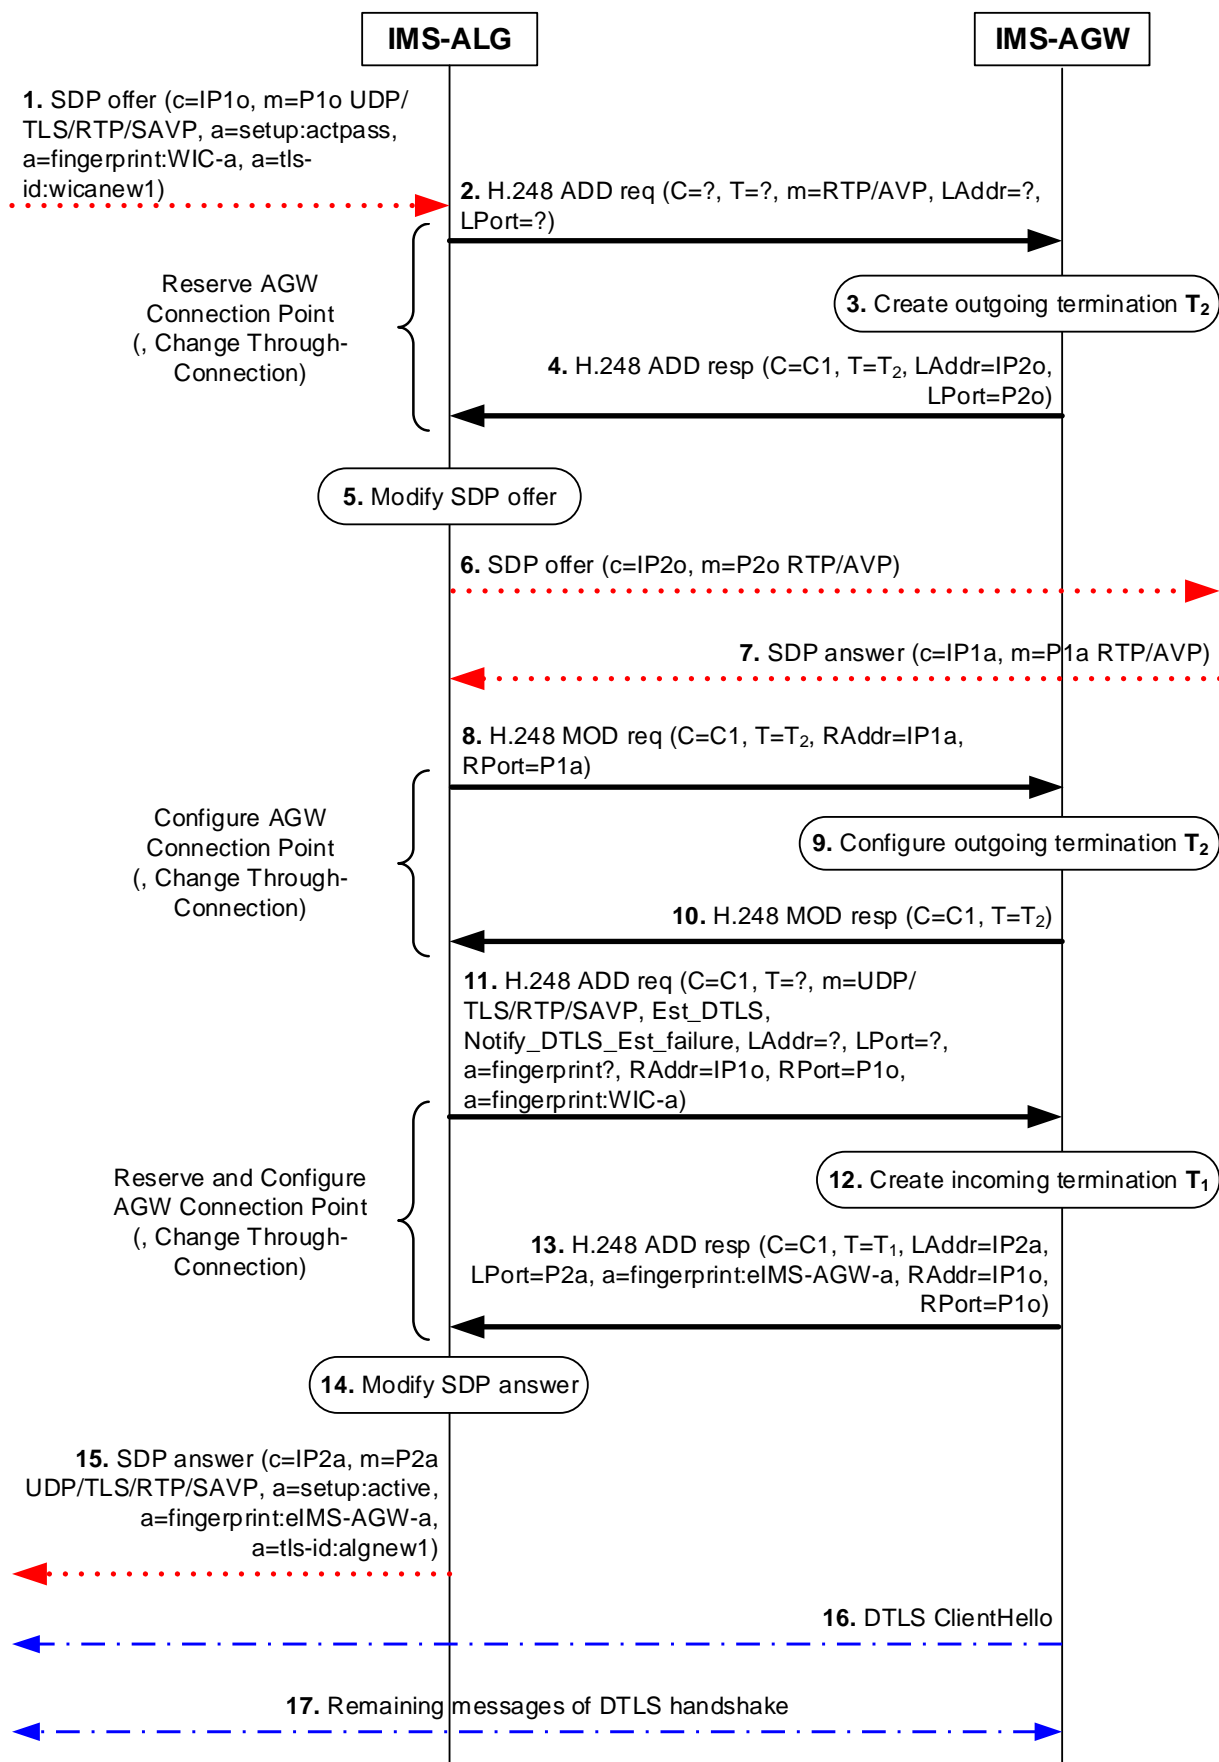 IMS-ALG
IMS-AGW
1. SDP offer (c=IP1o, m=P1o UDP/
TLS/RTP/SAVP, a=setup:actpass,
a=fingerprint:WIC-a, a=tls-
id:wicanew1)
2. H.248 ADD req (C=?, T=?, m=RTP/AVP, LAddr=?,
LPort=?)
Reserve AGW
Connection Point
(, Change Through-
Connection)
3. Create outgoing termination T2
4. H.248 ADD resp (C=C1, T=T2, LAddr=IP2o,
LPort=P2o)
5. Modify SDP offer
6. SDP offer (c=IP2o, m=P2o RTP/AVP)
7. SDP answer (c=IP1a, m=P1a RTP/AVP)
8. H.248 MOD req (C=C1, T=T2, RAddr=IP1a,
RPort=P1a)
Configure AGW
Connection Point
(, Change Through-
Connection)
9. Configure outgoing termination T2
10. H.248 MOD resp (C=C1, T=T2)
11. H.248 ADD req (C=C1, T=?, m=UDP/
TLS/RTP/SAVP, Est_DTLS,
Notify_DTLS_Est_failure, LAddr=?, LPort=?,
a=fingerprint?, RAddr=IP1o, RPort=P1o,
a=fingerprint:WIC-a)
Reserve and Configure
AGW Connection Point
(, Change Through-
Connection)
12. Create incoming termination T1
13. H.248 ADD resp (C=C1, T=T1, LAddr=IP2a,
LPort=P2a, a=fingerprint:eIMS-AGW-a, RAddr=IP1o,
RPort=P1o)
14. Modify SDP answer
15. SDP answer (c=IP2a, m=P2a
UDP/TLS/RTP/SAVP, a=setup:active,
a=fingerprint:eIMS-AGW-a,
a=tls-id:algnew1)
16. DTLS ClientHello
17. Remaining messages of DTLS handshake